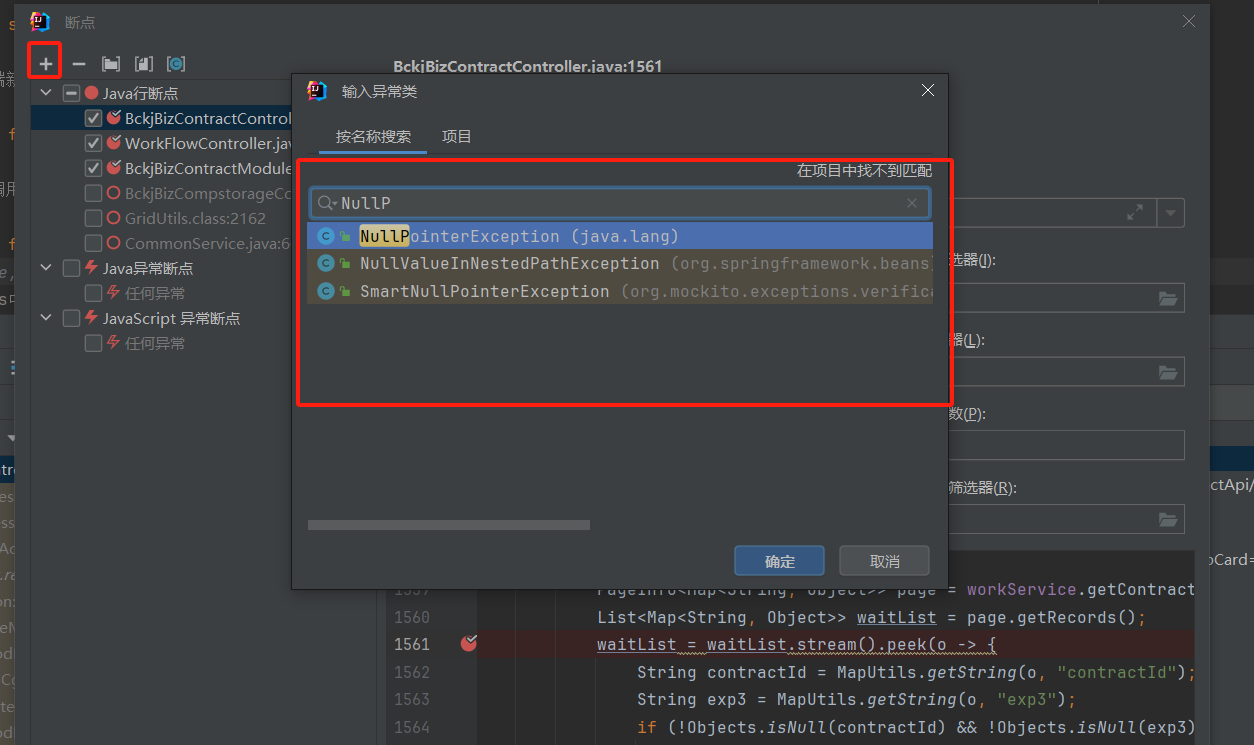 断点
BckjBizContractController.java:1561
Java行断点
BckjBizContractControl
WorkFlowController.jav
BckjBizContractModule
BckjBizCompstorageCo
GridUtils.class:2162
CommonService.java:6
Java异常断点
任何异常
JavaScript 异常断点
任何异常
输入异常类
按名称搜索 项目
在项目中找不到匹配
NullP
NullPointerException (java.lang)
NullValueInNestedPathException (org.springframework.beans)
SmartNullPointerException (org.mockito.exceptions.verifica
确定 取消
选器(I):
器(L):
数(P):
筛选器(R):
ctApi/
oCard=
1559 PageInfo<Map<String, Object>> page = workService.getContract
1560 List<Map<String, Object>> waitList = page.getRecords();
1561 waitList = waitList.stream().peek(o -> {
1562 String contractId = MapUtils.getString(o, "contractId");
1563 String exp3 = MapUtils.getString(o, "exp3");
1564 if (!Objects.isNull(contractId) && !Objects.isNull(exp3)